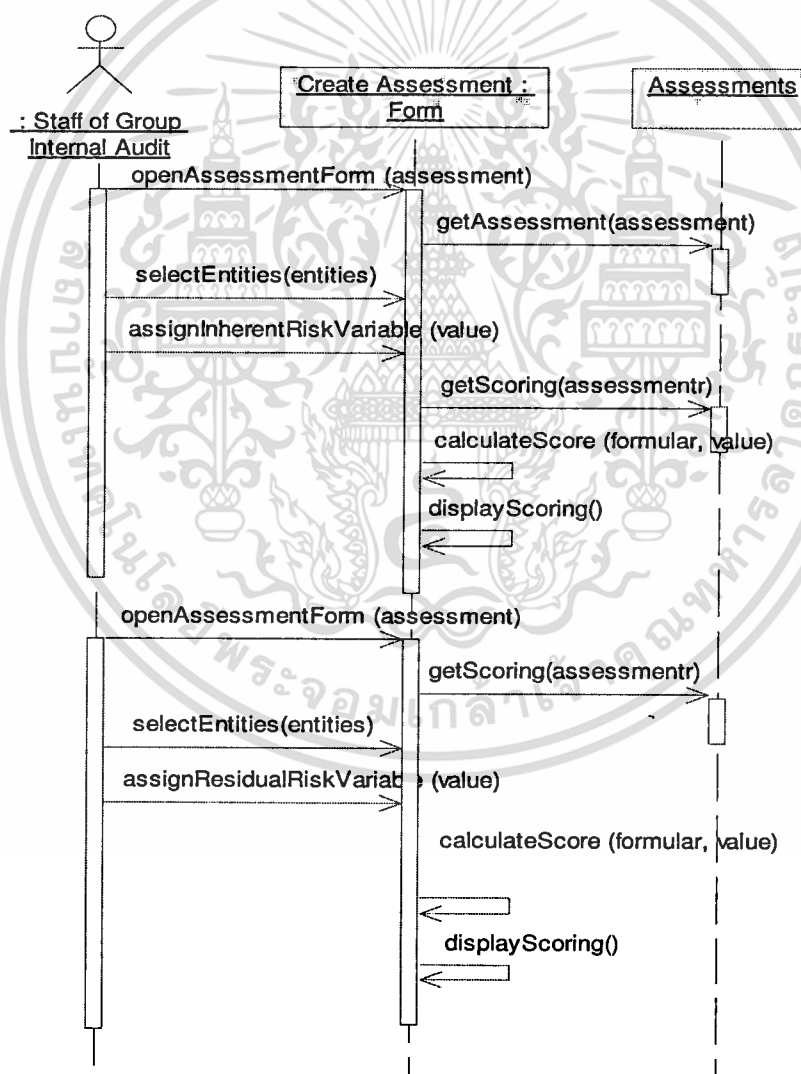 Create Assessment :
Form
Assessments
: Staff of Group
Internal Audit
openAssessmentForm (assessment)
getAssessment(assessment)
selectEntities(entities)
assignInherentRiskVariable (value)
getScoring(assessmentr)
calculateScore (formular, value)
displayScoring()
openAssessmentForm (assessment)
getScoring(assessmentr)
selectEntities(entities)
assignResidualRiskVariable (value)
calculateScore (formular, value)
displayScoring()